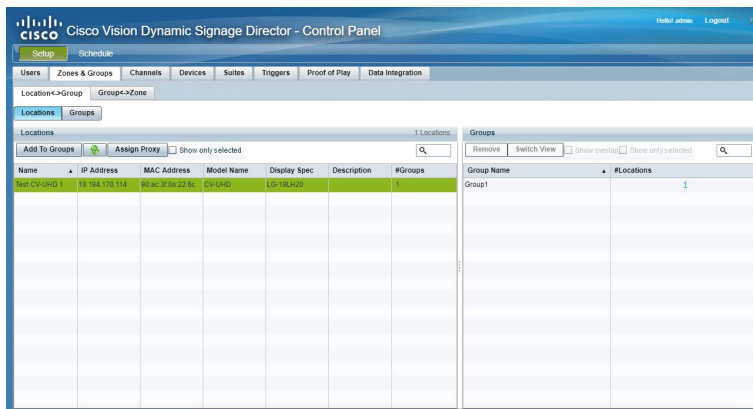 Hello! admin Logout
CISCO Cisco Vision Dynamic Signage Director - Control Panel
Setup Schedule
Users Zones & Groups Channels Devices Suites Triggers Proof of Play Data Integration
Location<->Group Group<->Zone
Locations Groups
Locations 1 Locations Groups
Add To Groups Assign Proxy Show only selected Remove Switch View Show overlap Show only selected
Name IP Address MAC Address Model Name Display Spec Description #Groups Group Name #Locations
Test CV-UHD 1 10.194.170.114 90:ac:3f:0a:22:6c CV-UHD LG-19LH20 1 Group1 1